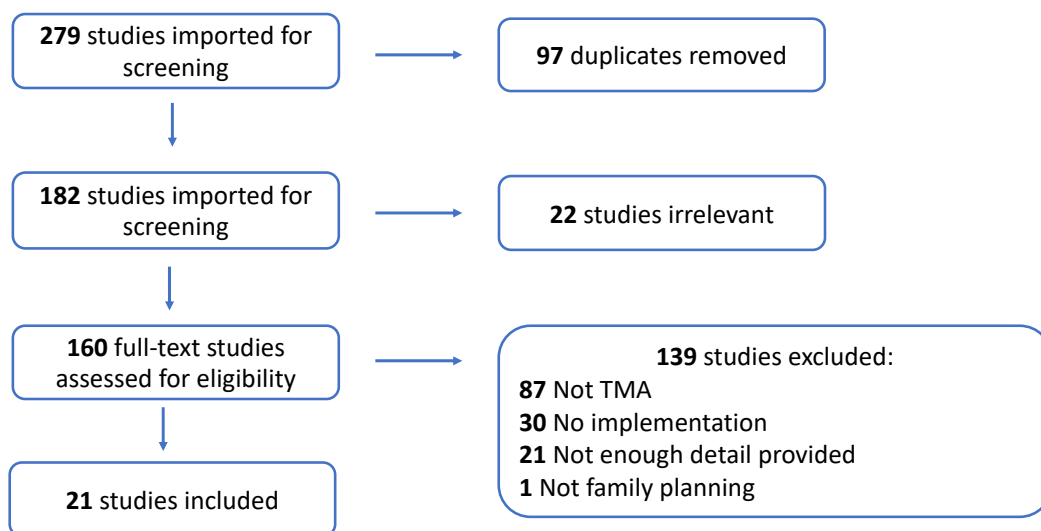 279 studies imported for
screening
97 duplicates removed
182 studies imported for
screening
22 studies irrelevant
160 full-text studies
assessed for eligibility
139 studies excluded:
87 Not TMA
30 No implementation
21 Not enough detail provided
1 Not family planning
21 studies included